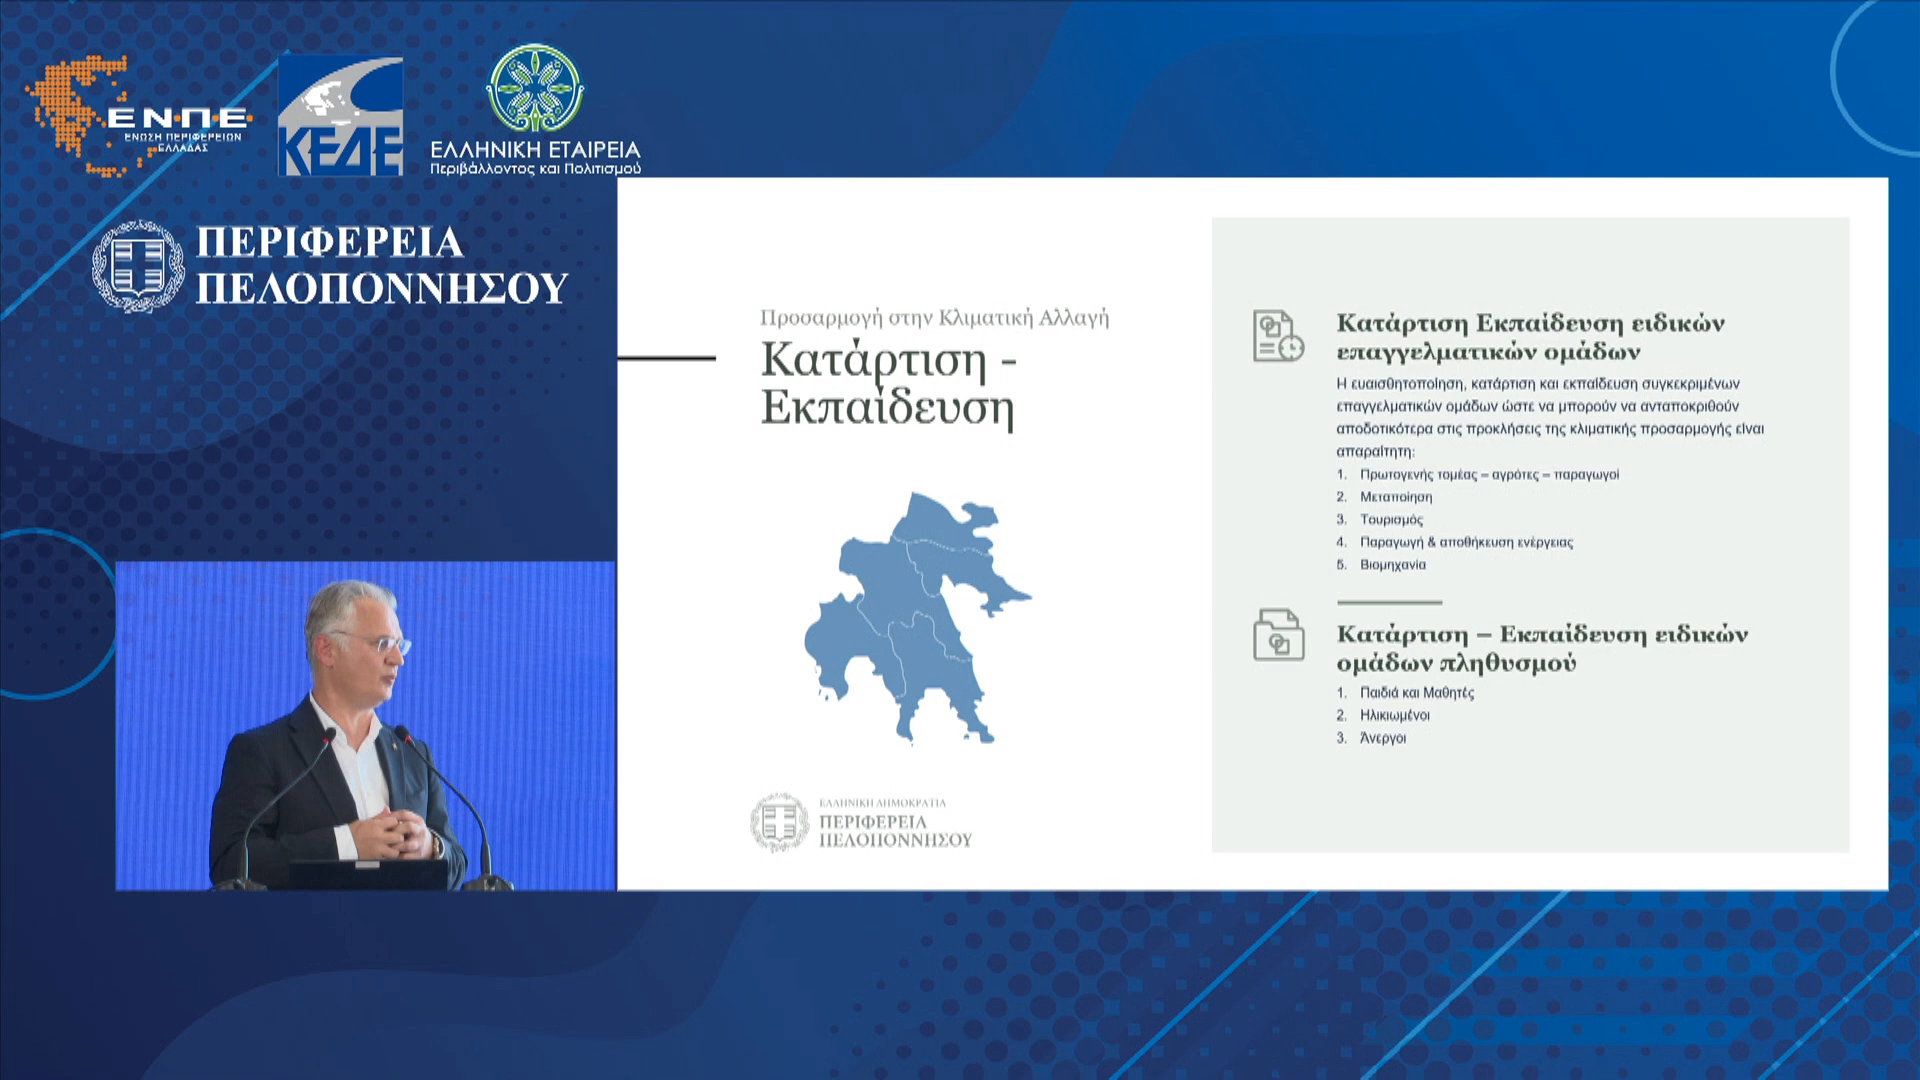 ΕΝΠΕ
ΕΝΩΣΗ ΠΕΡΙΦΕΡΕΙΩΝ
ΕΛΛΑΔΑΣ
ΚΕΔΕ
ΕΛΛΗΝΙΚΗ ΕΤΑΙΡΕΙΑ
Περιβάλλοντος και Πολιτισμού
ΠΕΡΙΦΕΡΕΙΑ
ΠΕΛΟΠΟΝΝΗΣΟΥ
Προσαρμογή στην Κλιματική Αλλαγή
Κατάρτιση -
Εκπαίδευση
ΕΛΛΗΝΙΚΗ ΔΗΜΟΚΡΑΤΙΑ
ΠΕΡΙΦΕΡΕΙΑ
ΠΕΛΟΠΟΝΝΗΣΟΥ
Κατάρτιση Εκπαίδευση ειδικών
επαγγελματικών ομάδων
Η ευαισθητοποίηση, κατάρτιση και εκπαίδευση συγκεκριμένων
επαγγελματικών ομάδων ώστε να μπορούν να ανταποκριθούν
αποδοτικότερα στις προκλήσεις της κλιματικής προσαρμογής είναι
απαραίτητη:
1. Πρωτογενής τομέας – αγρότες – παραγωγοί
2. Μεταποίηση
3. Τουρισμός
4. Παραγωγή & αποθήκευση ενέργειας
5. Βιομηχανία
Κατάρτιση – Εκπαίδευση ειδικών
ομάδων πληθυσμού
1. Παιδιά και Μαθητές
2. Ηλικιωμένοι
3. Άνεργοι